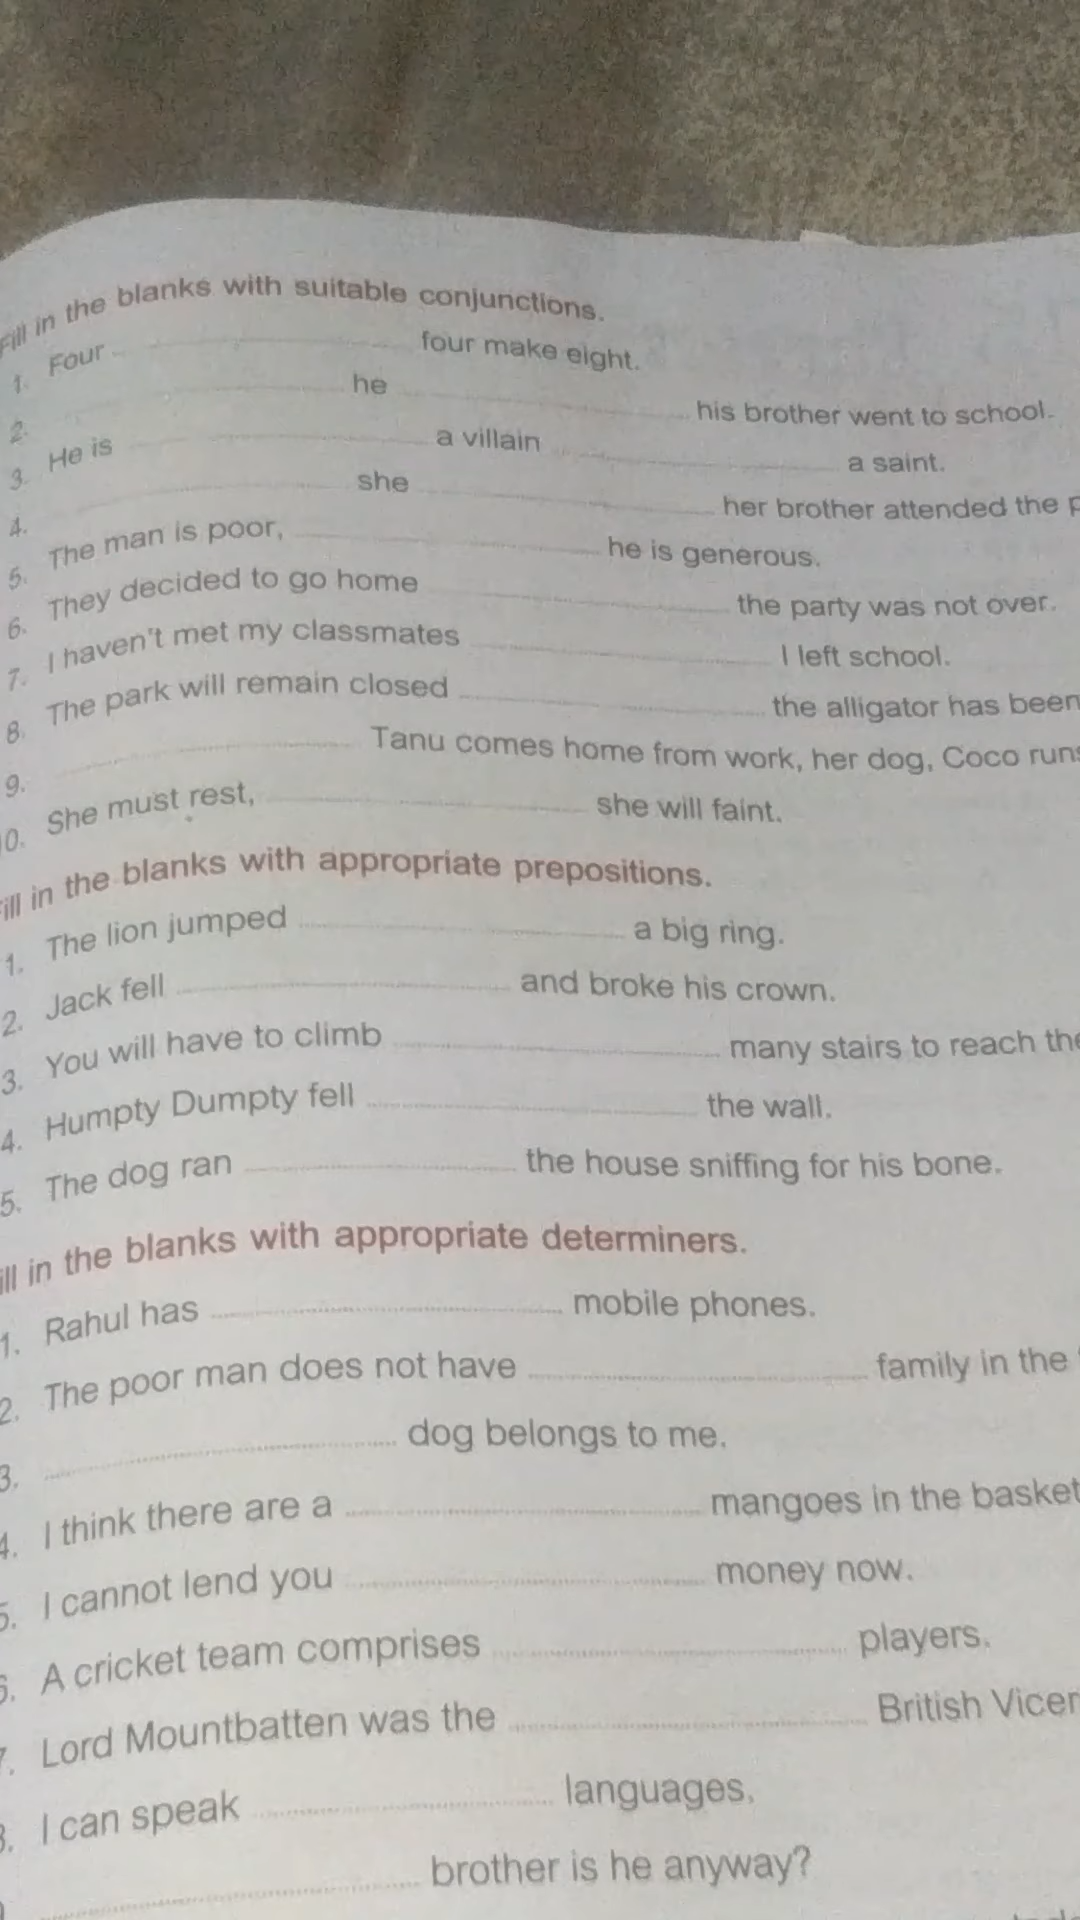 Fill in the blanks with suitable conjunctions.
1. Four ........ four make eight.
2. ........ he ........ his brother went to school.
3. He is ........ a villain ........ a saint.
4. ........ she ........ her brother attended the
5. The man is poor, ........ he is generous.
6. They decided to go home ........ the party was not over.
7. I haven't met my classmates ........ I left school.
8. The park will remain closed ........ the alligator has been
9. ........ Tanu comes home from work, her dog, Coco runs
0. She must rest, ........ she will faint.
ill in the blanks with appropriate prepositions.
1. The lion jumped ........ a big ring.
2. Jack fell ........ and broke his crown.
3. You will have to climb ........ many stairs to reach the
4. Humpty Dumpty fell ........ the wall.
5. The dog ran ........ the house sniffing for his bone.
ill in the blanks with appropriate determiners.
1. Rahul has ........ mobile phones.
2. The poor man does not have ........ family in the
3. ........ dog belongs to me.
4. I think there are a ........ mangoes in the basket
5. I cannot lend you ........ money now.
6. A cricket team comprises ........ players.
7. Lord Mountbatten was the ........ British Vicer
8. I can speak ........ languages.
........ brother is he anyway?